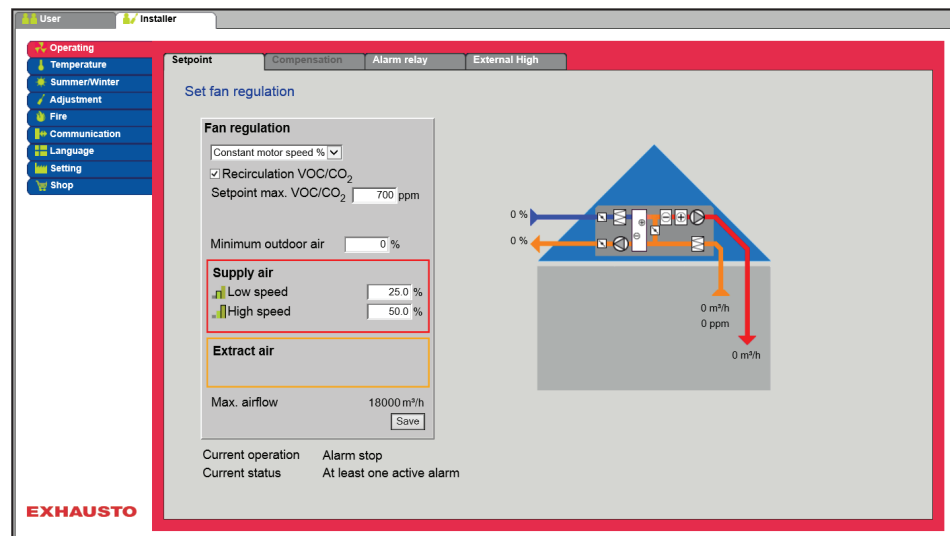 User
Installer
Operating
Temperature
Summer/Winter
Adjustment
Fire
Communication
Language
Setting
Shop
EXHAUSTO
Setpoint
Compensation
Alarm relay
External High
Set fan regulation
Fan regulation
Constant motor speed %
Recirculation VOC/CO2
Setpoint max. VOC/CO2 700 ppm
Minimum outdoor air 0 %
Supply air
Low speed 25.0 %
High speed 50.0 %
Extract air
Max. airflow 18000 m³/h
Save
Current operation Alarm stop
Current status At least one active alarm
0 %
0 %
0 m³/h
0 ppm
0 m³/h